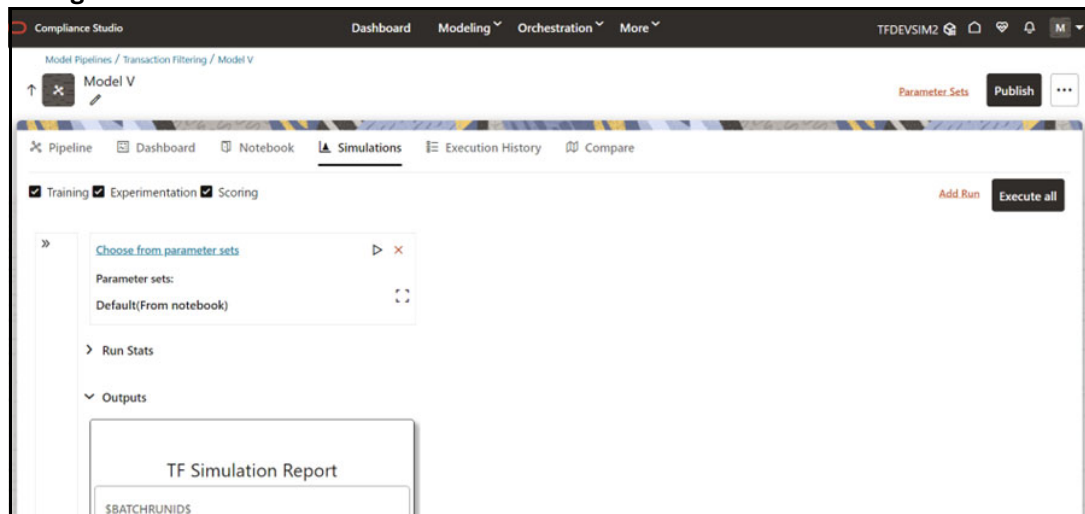 Compliance Studio Dashboard Modeling Orchestration More TFDEVSIM2 M
Model Pipelines / Transaction Filtering / Model V
Model V
Parameter Sets Publish ...
Pipeline Dashboard Notebook Simulations Execution History Compare
Training Experimentation Scoring Add Run Execute all
Choose from parameter sets
Parameter sets:
Default(From notebook)
Run Stats
Outputs
TF Simulation Report
$BATCHRUNID$